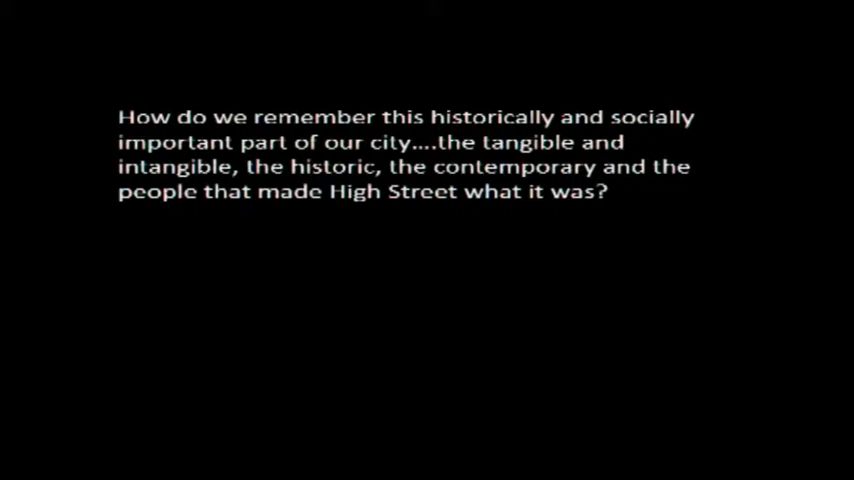 How do we remember this historically and socially
important part of our city....the tangible and
intangible, the historic, the contemporary and the
people that made High Street what it was?